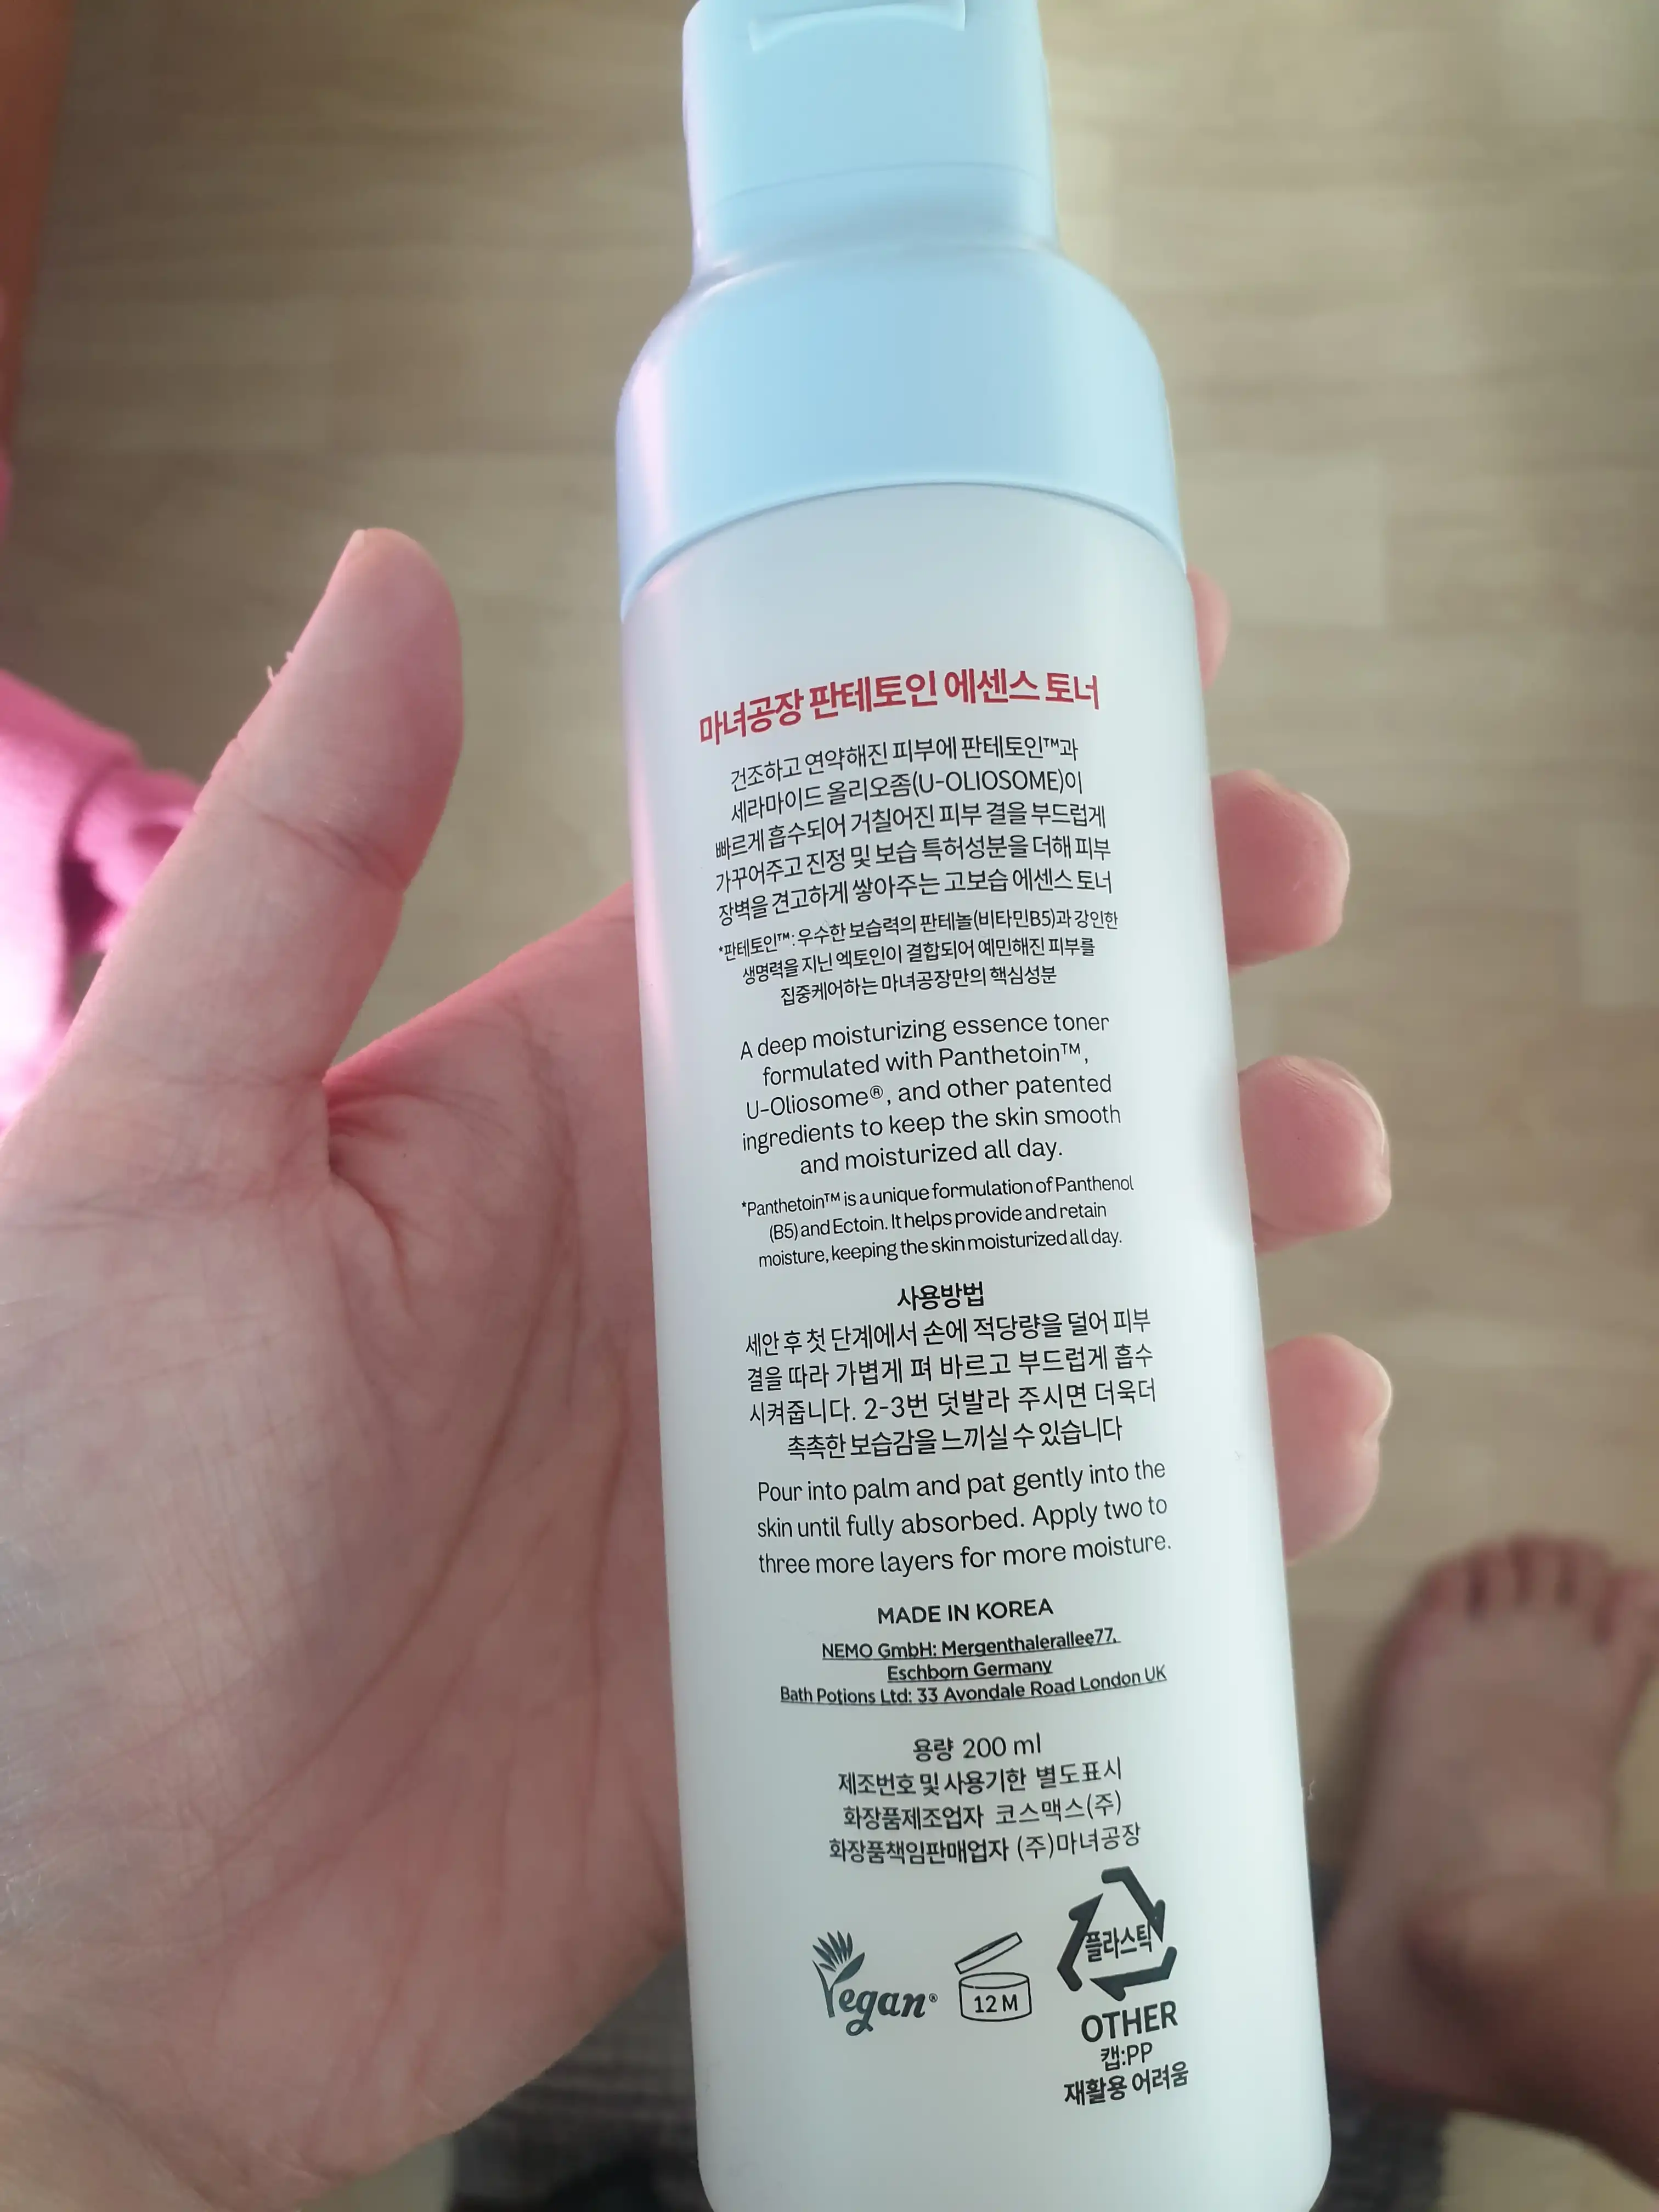 마녀공장 판테토인 에센스 토너
건조하고 연약해진 피부에 판테토인™과
세라마이드 올리오좀(U-OLIOSOME)이
빠르게 흡수되어 거칠어진 피부 결을 부드럽게
가꾸어주고 진정 및 보습 특허성분을 더해 피부
장벽을 견고하게 쌓아주는 고보습 에센스 토너
*판테토인™: 우수한 보습력의 판테놀(비타민B5)과 강인한
생명력을 지닌 엑토인이 결합되어 예민해진 피부를
집중케어하는 마녀공장만의 핵심성분
A deep moisturizing essence toner
formulated with Panthetoin™,
U-Oliosome®, and other patented
ingredients to keep the skin smooth
and moisturized all day.
*Panthetoin™ is a unique formulation of Panthenol
(B5) and Ectoin. It helps provide and retain
moisture, keeping the skin moisturized all day.
사용방법
세안 후 첫 단계에서 손에 적당량을 덜어 피부
결을 따라 가볍게 펴 바르고 부드럽게 흡수
시켜줍니다. 2-3번 덧발라 주시면 더욱더
촉촉한 보습감을 느끼실 수 있습니다
Pour into palm and pat gently into the
skin until fully absorbed. Apply two to
three more layers for more moisture.
MADE IN KOREA
NEMO GmbH: Mergenthalerallee77,
Eschborn Germany
Bath Potions Ltd: 33 Avondale Road London UK
용량 200 ml
제조번호 및 사용기한 별도표시
화장품제조업자 코스맥스(주)
화장품책임판매업자 (주)마녀공장
Vegan®
12 M
플라스틱
OTHER
캡:PP
재활용 어려움